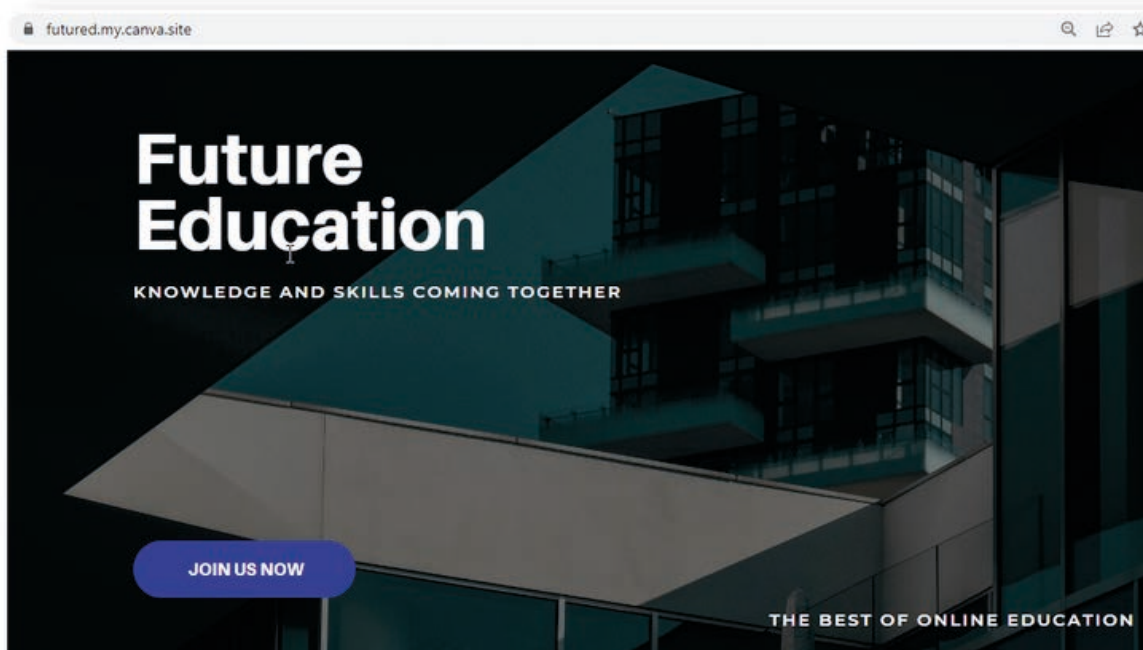 futured.my.canva.site
Future
Education
KNOWLEDGE AND SKILLS COMING TOGETHER
JOIN US NOW
THE BEST OF ONLINE EDUCATION